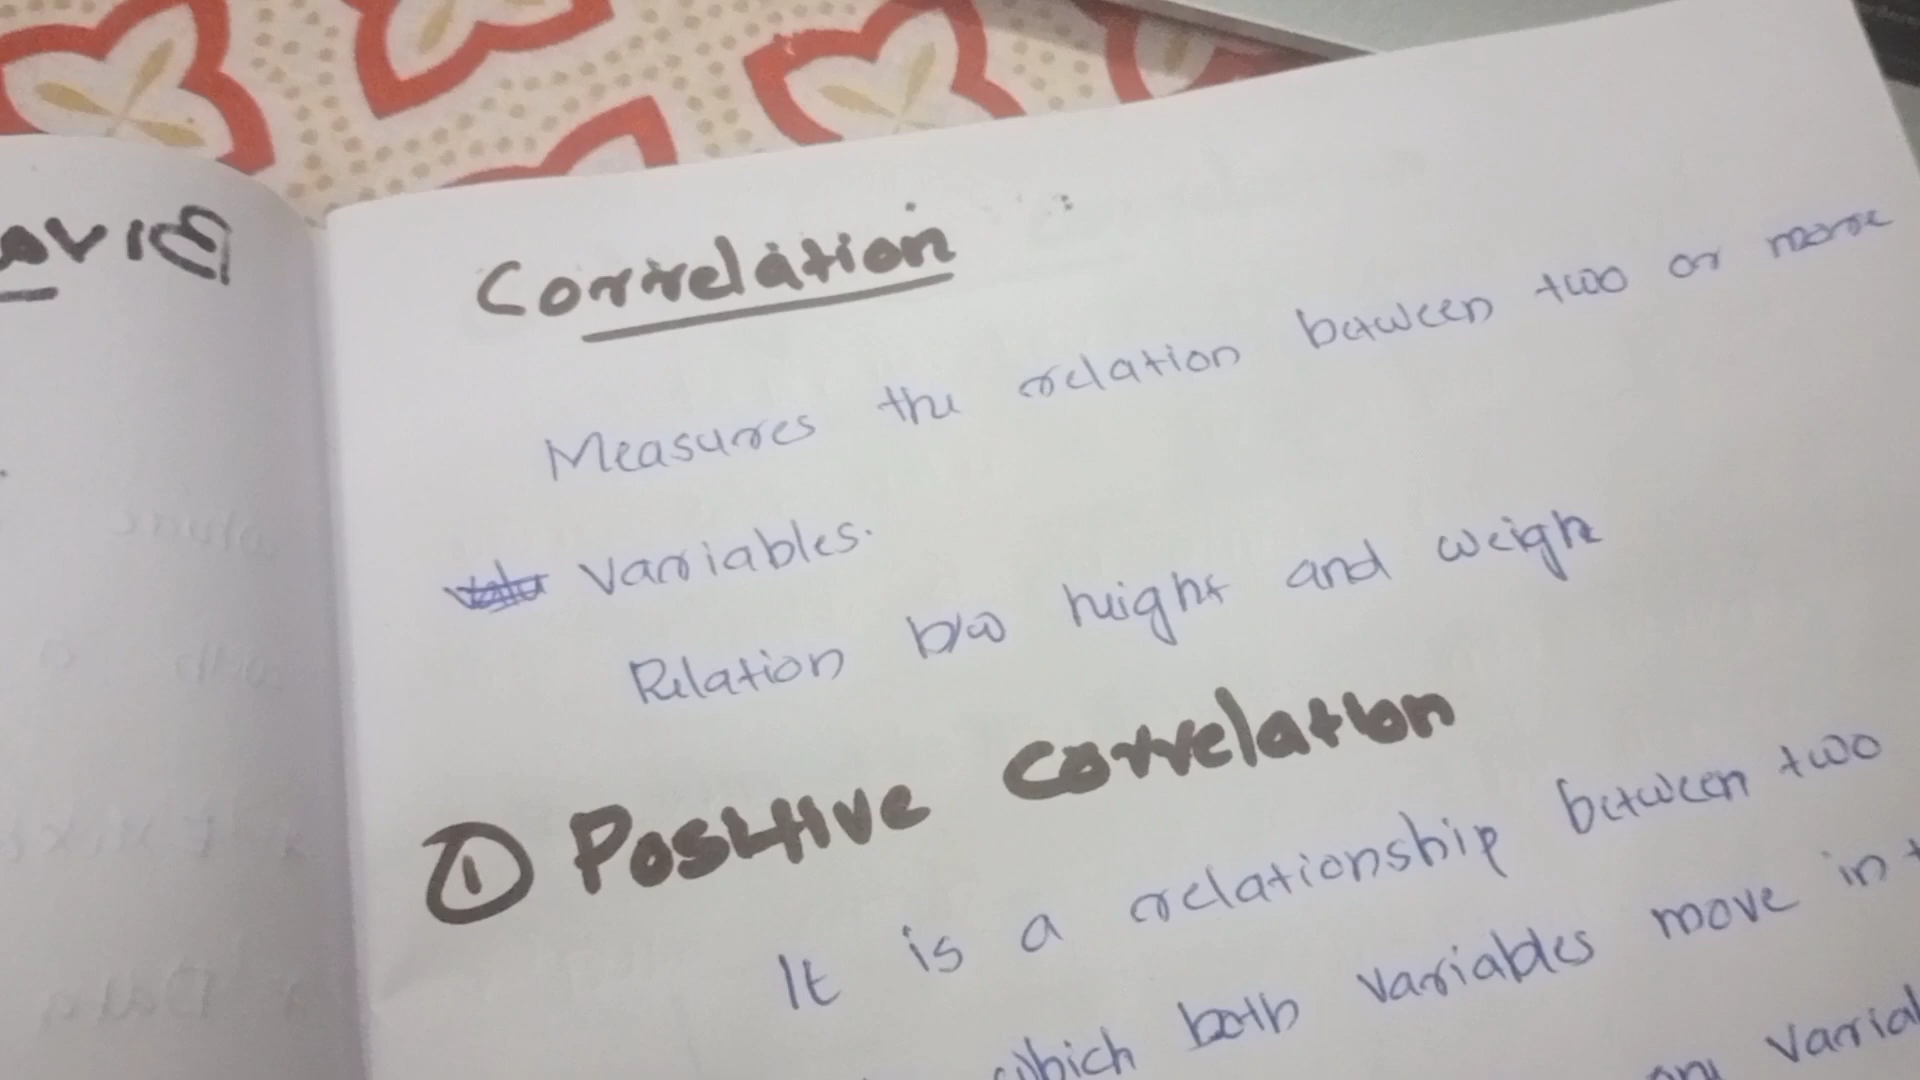 Correlation
Measures the relation between two or more
Variables.
Relation b/w height and weigh
① Positive Correlation
It is a relationship between two
which both variables move in
any